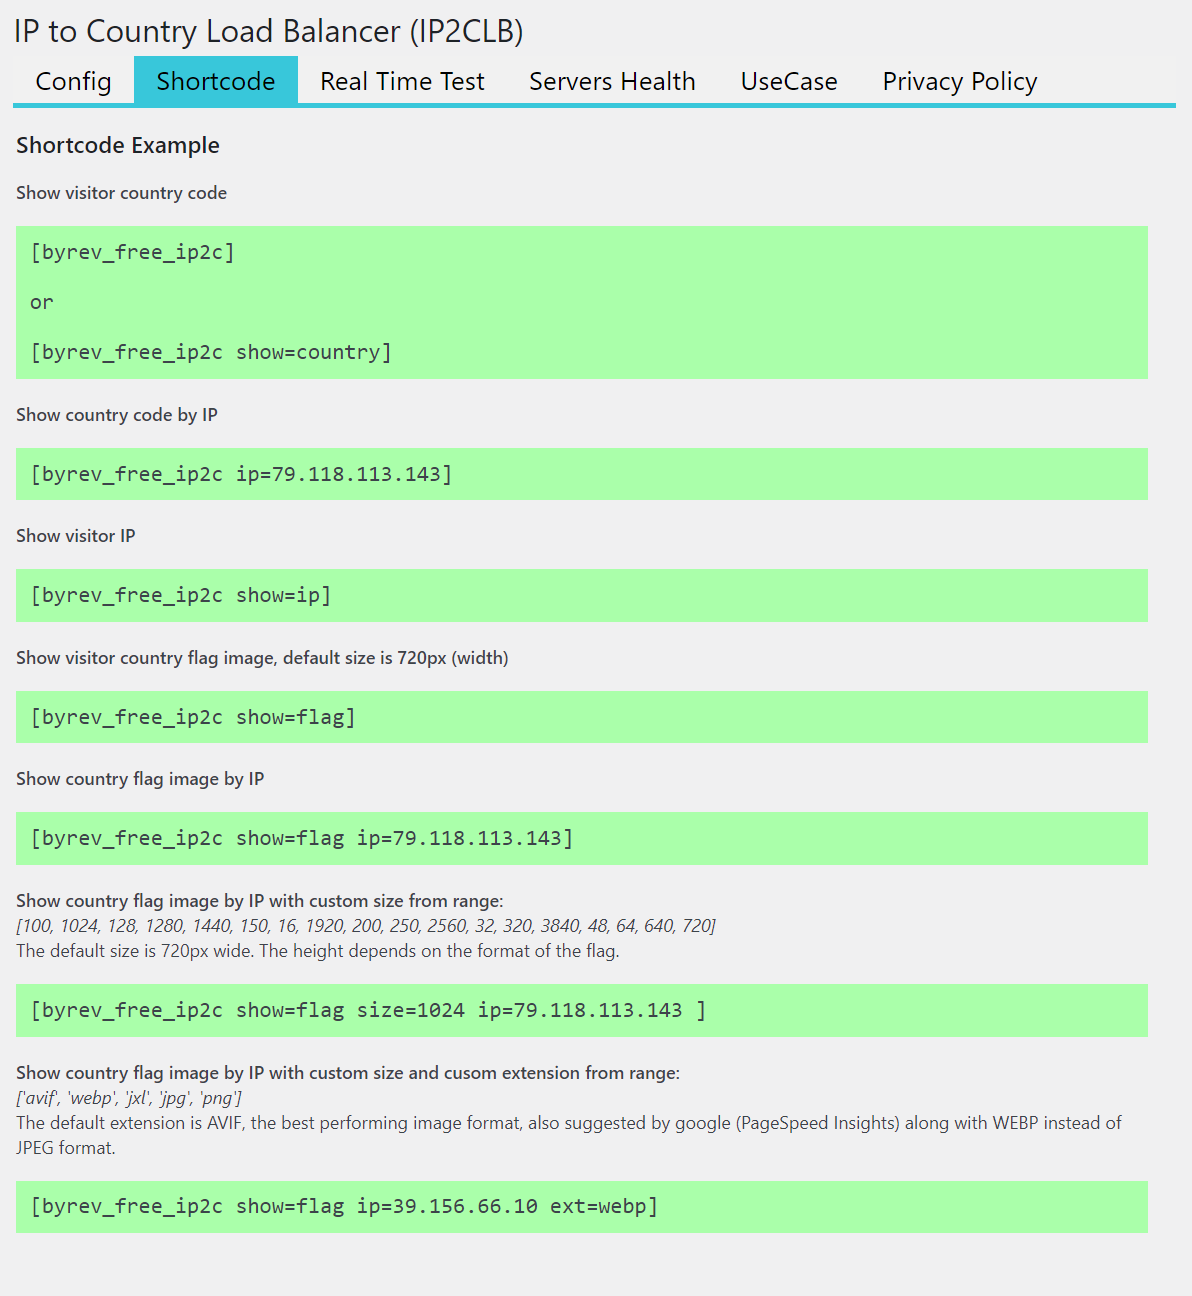 IP to Country Load Balancer (IP2CLB)
Config Shortcode Real Time Test Servers Health UseCase Privacy Policy
Shortcode Example
Show visitor country code
[byrev_free_ip2c]
or
[byrev_free_ip2c show=country]
Show country code by IP
[byrev_free_ip2c ip=79.118.113.143]
Show visitor IP
[byrev_free_ip2c show=ip]
Show visitor country flag image, default size is 720px (width)
[byrev_free_ip2c show=flag]
Show country flag image by IP
[byrev_free_ip2c show=flag ip=79.118.113.143]
Show country flag image by IP with custom size from range:
[100, 1024, 128, 1280, 1440, 150, 16, 1920, 200, 250, 2560, 32, 320, 3840, 48, 64, 640, 720]
The default size is 720px wide. The height depends on the format of the flag.
[byrev_free_ip2c show=flag size=1024 ip=79.118.113.143 ]
Show country flag image by IP with custom size and cusom extension from range:
['avif', 'webp', 'jxl', 'jpg', 'png']
The default extension is AVIF, the best performing image format, also suggested by google (PageSpeed Insights) along with WEBP instead of
JPEG format.
[byrev_free_ip2c show=flag ip=39.156.66.10 ext=webp]